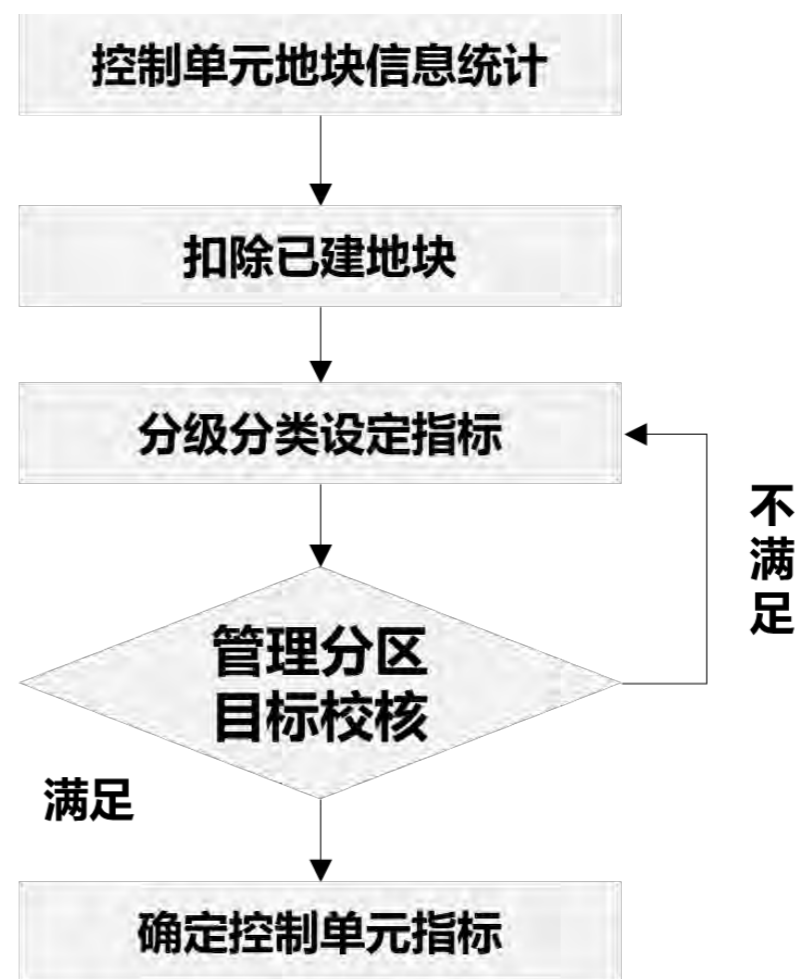 控制单元地块信息统计
扣除已建地块
分级分类设定指标
不
满
足
管理分区
目标校核
满足
确定控制单元指标